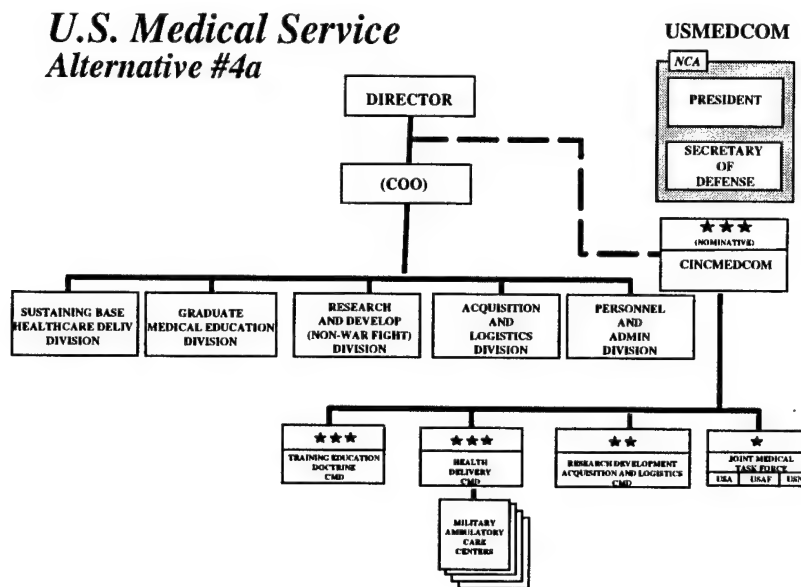 U.S. Medical Service
Alternative #4a
USMEDCOM
NCA
PRESIDENT
SECRETARY
OF
DEFENSE
DIRECTOR
(COO)
★ ★ ★
(NOMINATIVE)
CINCMEDCOM
SUSTAINING BASE
HEALTHCARE DELIV
DIVISION
GRADUATE
MEDICAL EDUCATION
DIVISION
RESEARCH
AND DEVELOP
(NON-WAR FIGHT)
DIVISION
ACQUISITION
AND
LOGISTICS
DIVISION
PERSONNEL
AND
ADMIN
DIVISION
★ ★ ★
TRAINING EDUCATION
DOCTRINE
CMD
★ ★ ★
HEALTH
DELIVERY
CMD
★ ★
RESEARCH DEVELOPMENT
ACQUISITION AND LOGISTICS
CMD
★
JOINT MEDICAL
TASK FORCE
USA USAF USN
MILITARY
AMBULATORY
CARE
CENTERS